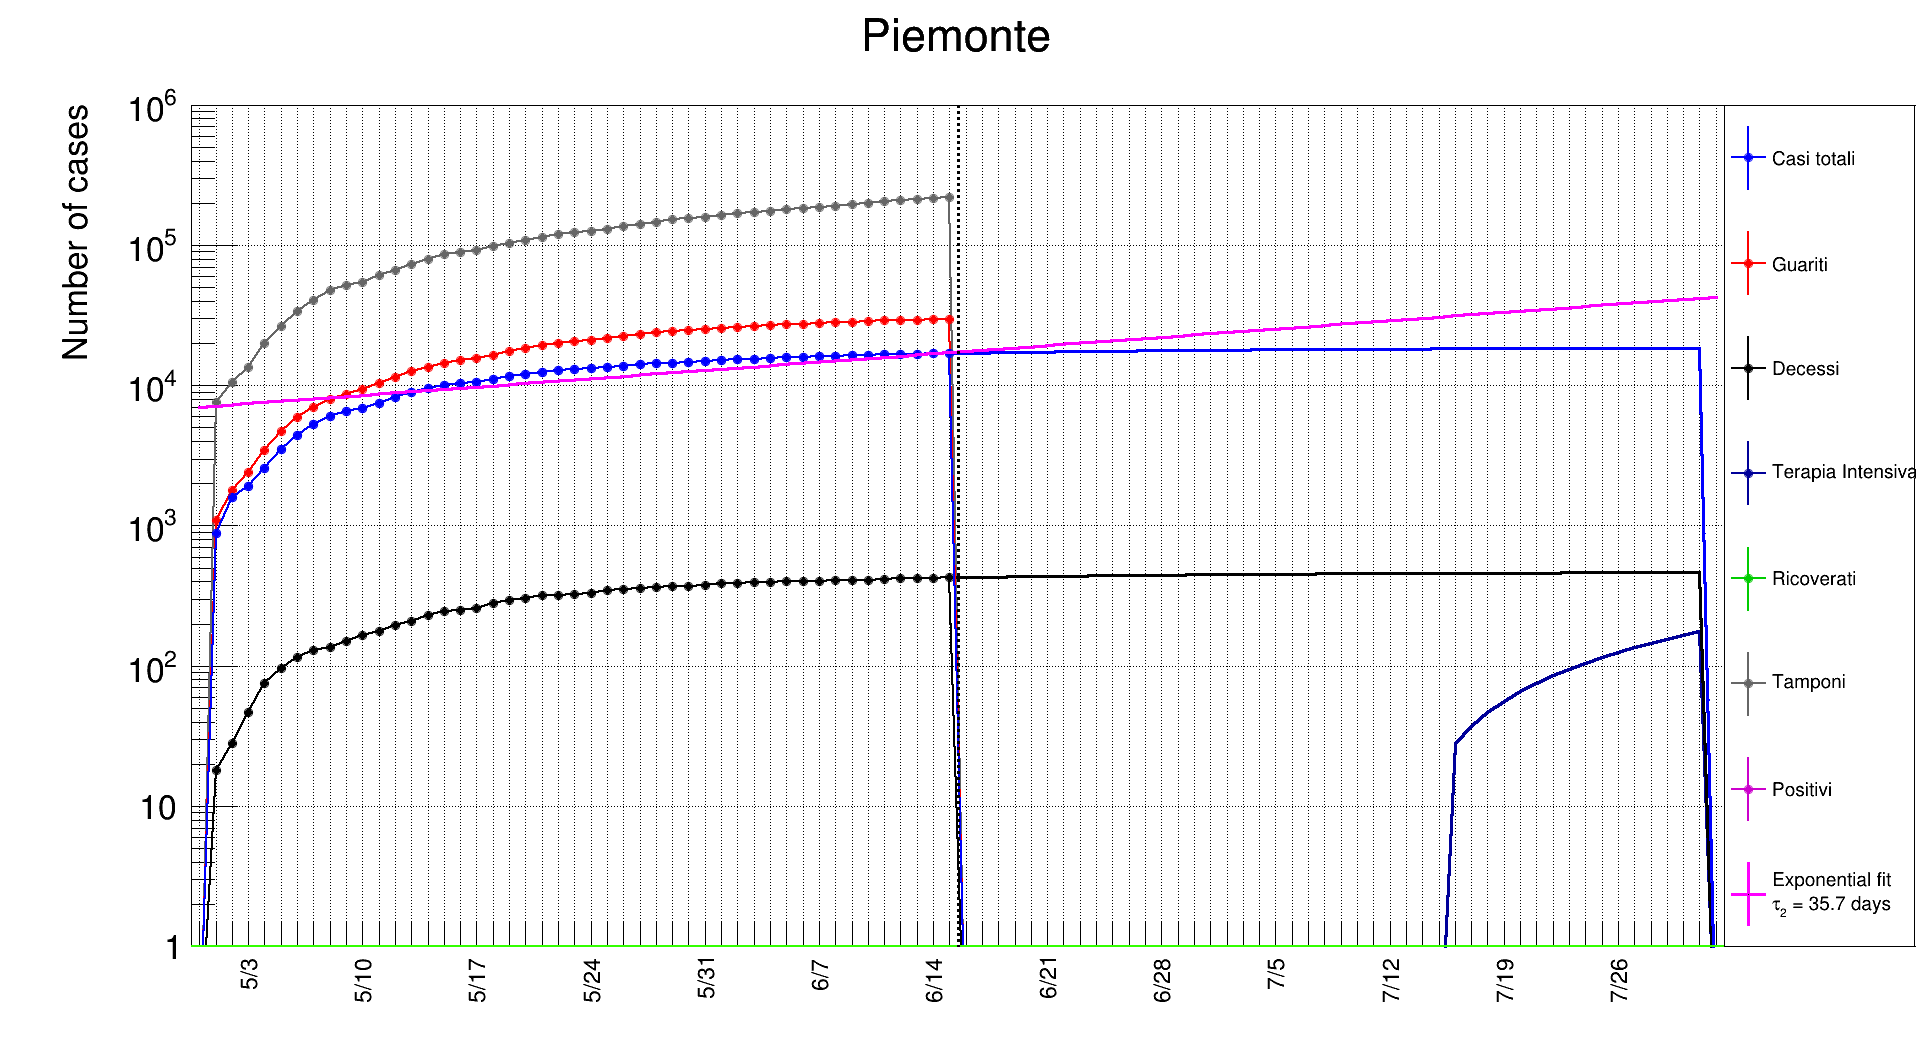 Piemonte
Number of cases
10^6
10^5
10^4
10^3
10^2
10
1
5/3 5/10 5/17 5/24 5/31 6/7 6/14 6/21 6/28 7/5 7/12 7/19 7/26
Casi totali
Guariti
Decessi
Terapia Intensiva
Ricoverati
Tamponi
Positivi
Exponential fit
τ₂ = 35.7 days